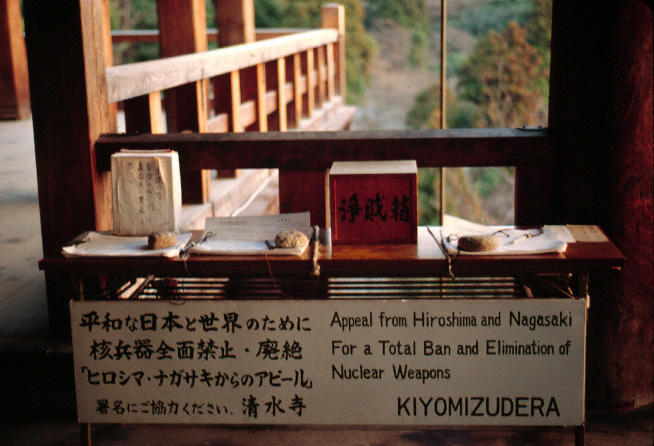 浄財箱
平和な日本と世界のために
核兵器全面禁止・廃絶
「ヒロシマ・ナガサキからのアピール」
署名にご協力ください. 清水寺
Appeal from Hiroshima and Nagasaki
For a Total Ban and Elimination of
Nuclear Weapons
KIYOMIZUDERA